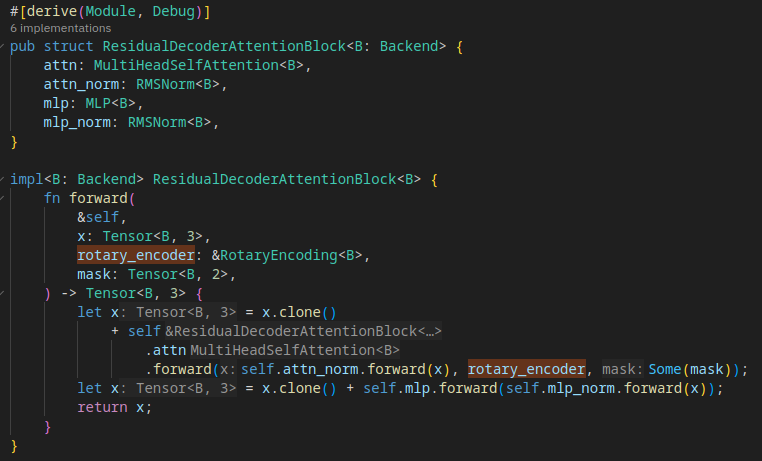 #[derive(Module, Debug)]
6 implementations
pub struct ResidualDecoderAttentionBlock<B: Backend> {
    attn: MultiHeadSelfAttention<B>,
    attn_norm: RMSNorm<B>,
    mlp: MLP<B>,
    mlp_norm: RMSNorm<B>,
}
impl<B: Backend> ResidualDecoderAttentionBlock<B> {
    fn forward(
        &self,
        x: Tensor<B, 3>,
        rotary_encoder: &RotaryEncoding<B>,
        mask: Tensor<B, 2>,
    ) -> Tensor<B, 3> {
        let x: Tensor<B, 3> = x.clone()
            + self &ResidualDecoderAttentionBlock<…>
                .attn MultiHeadSelfAttention<B>
                .forward(x: self.attn_norm.forward(x), rotary_encoder, mask: Some(mask));
        let x: Tensor<B, 3> = x.clone() + self.mlp.forward(self.mlp_norm.forward(x));
        return x;
    }
}